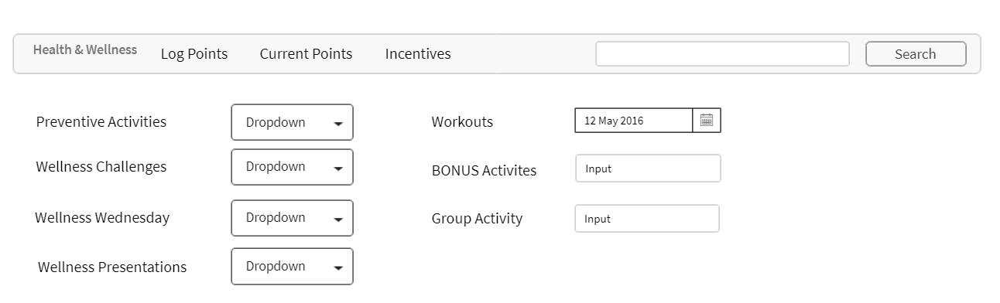 Health & Wellness Log Points Current Points Incentives Search
Preventive Activities Dropdown Workouts 12 May 2016
Wellness Challenges Dropdown BONUS Activites Input
Wellness Wednesday Dropdown Group Activity Input
Wellness Presentations Dropdown